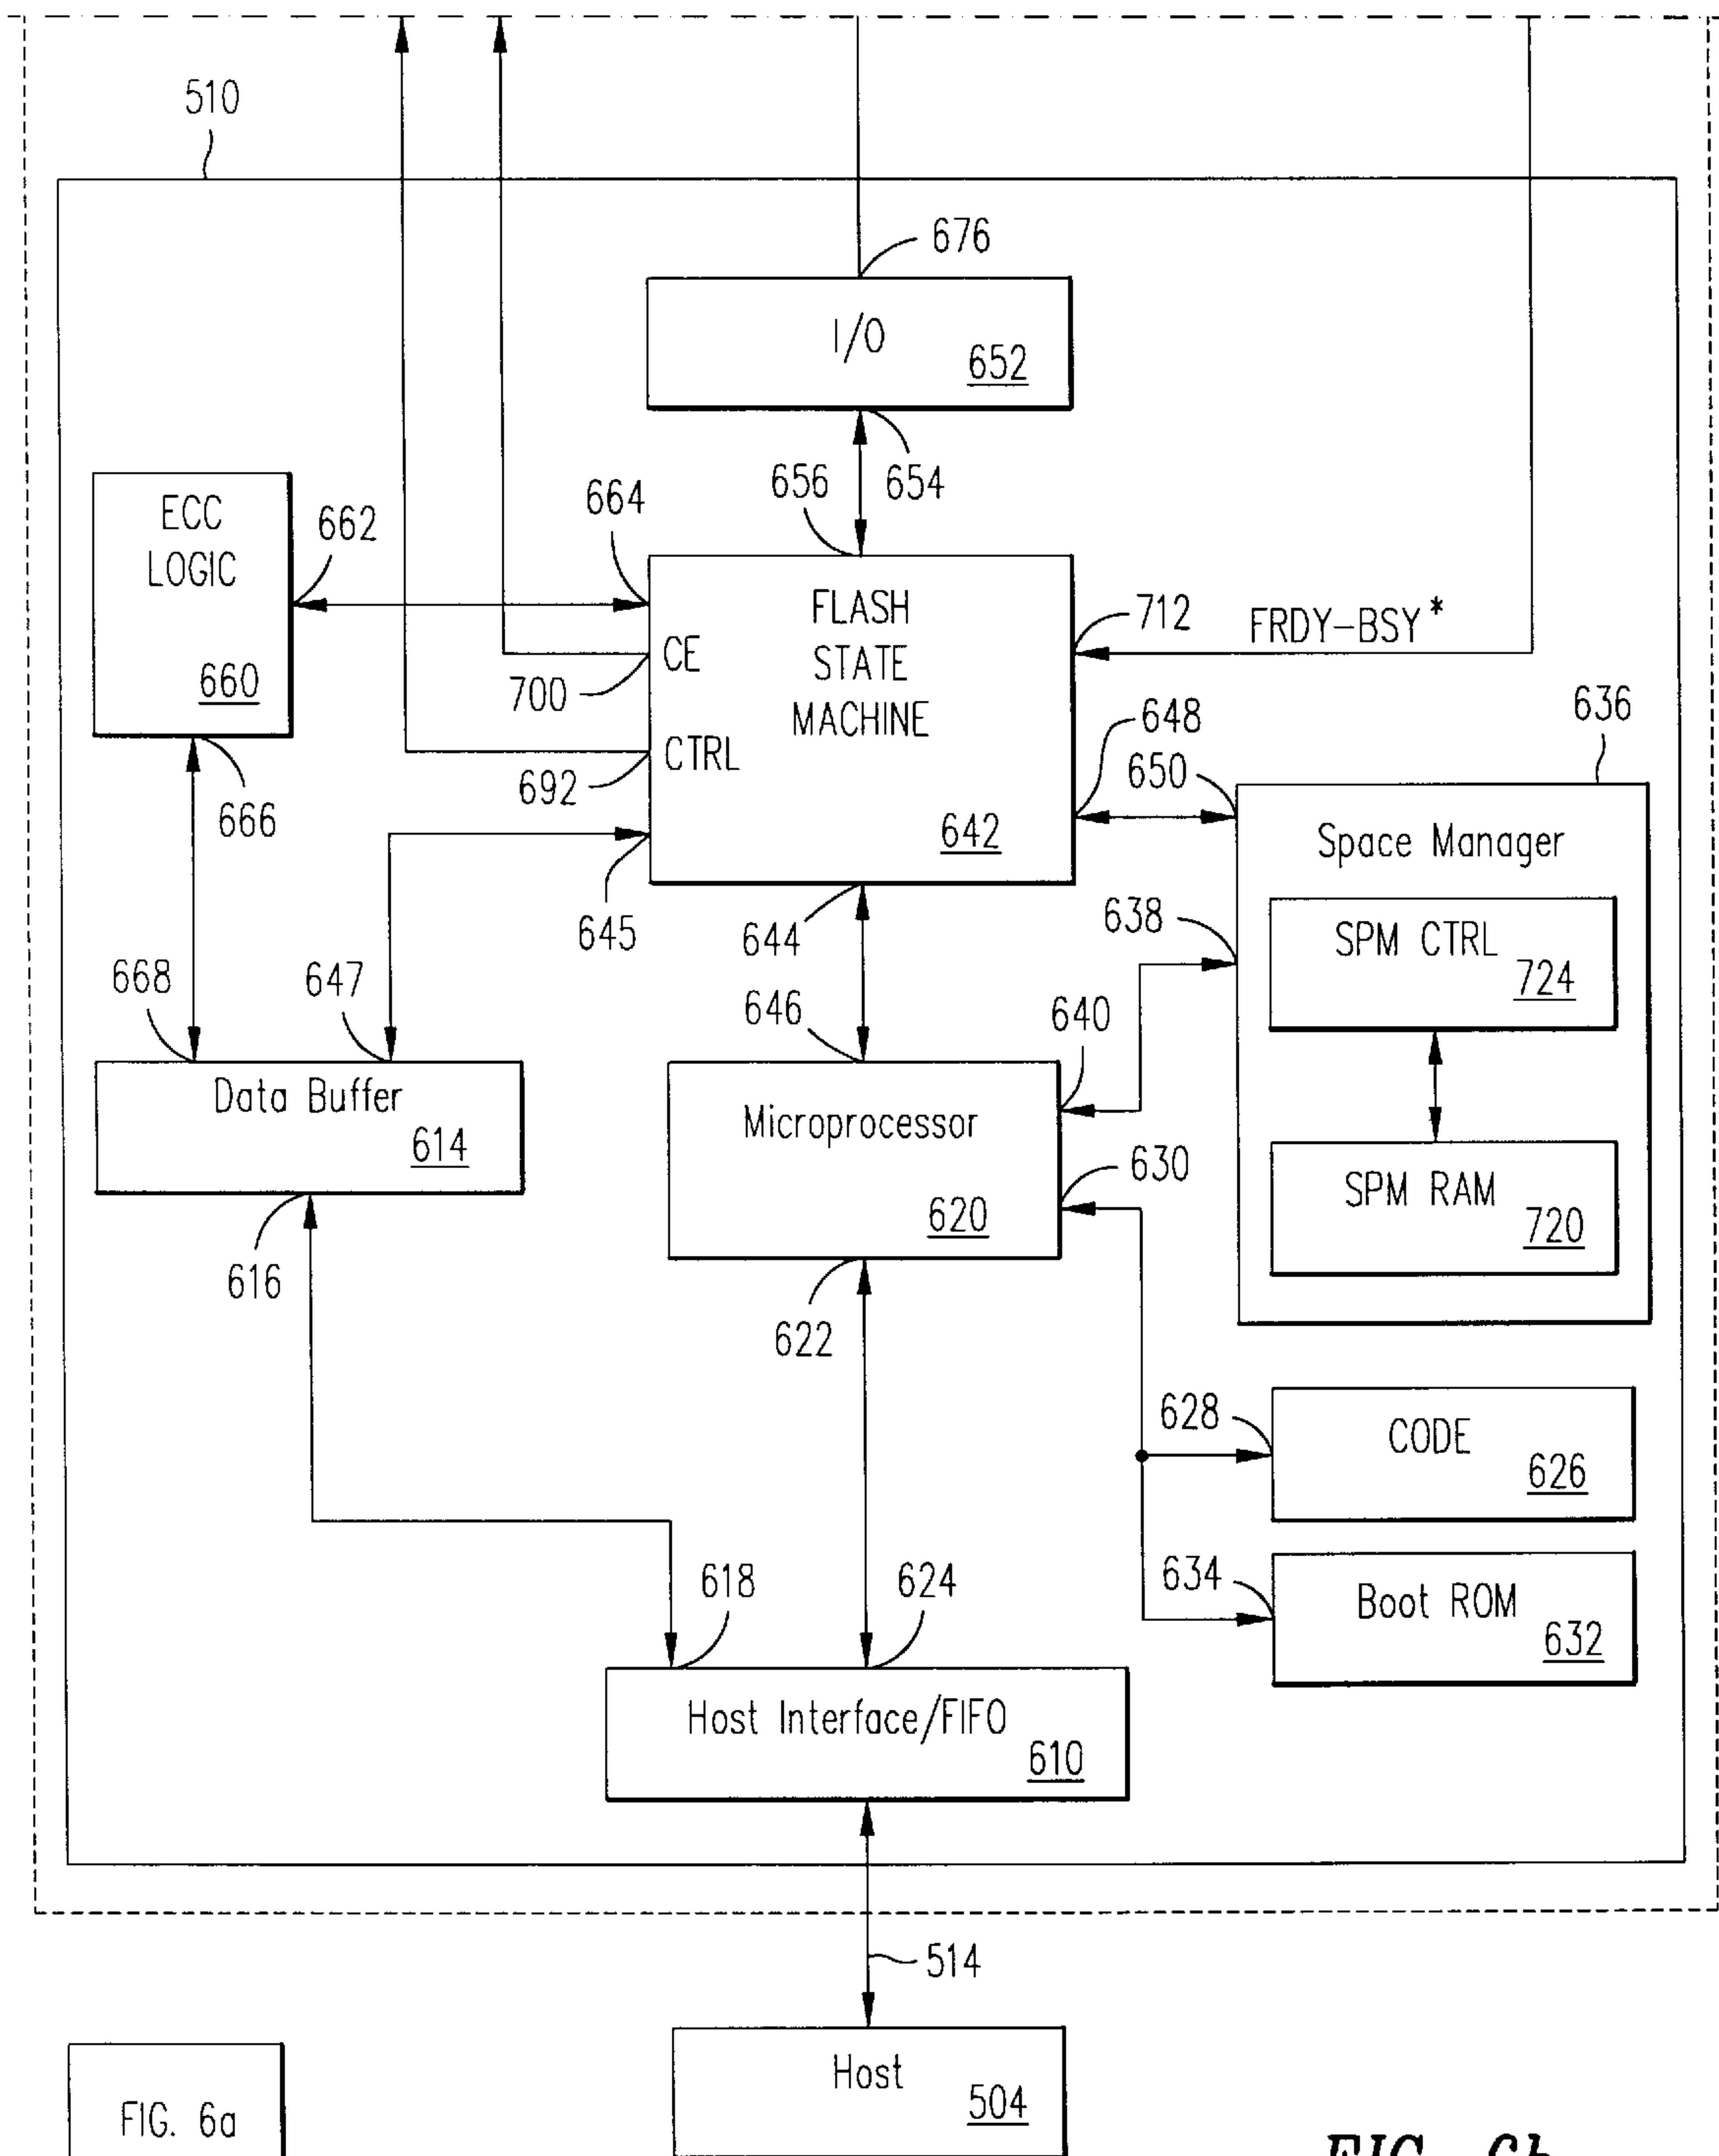 510
676
I/O
652
656
654
664
ECC
LOGIC
662
660
FLASH
STATE
MACHINE
CE
700
CTRL
692
642
712
FRDY-BSY*
648
650
636
666
645
644
638
Space Manager
SPM CTRL
724
668
647
646
640
Data Buffer
614
Microprocessor
620
630
SPM RAM
720
616
622
628
CODE
626
618
624
634
Boot ROM
632
Host Interface/FIFO
610
514
Host
504
FIG. 6a
FIG. 6b